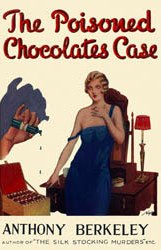 The Poisoned
Chocolates Case
ANTHONY BERKELEY
AUTHOR OF "THE SILK STOCKING MURDERS" ETC.